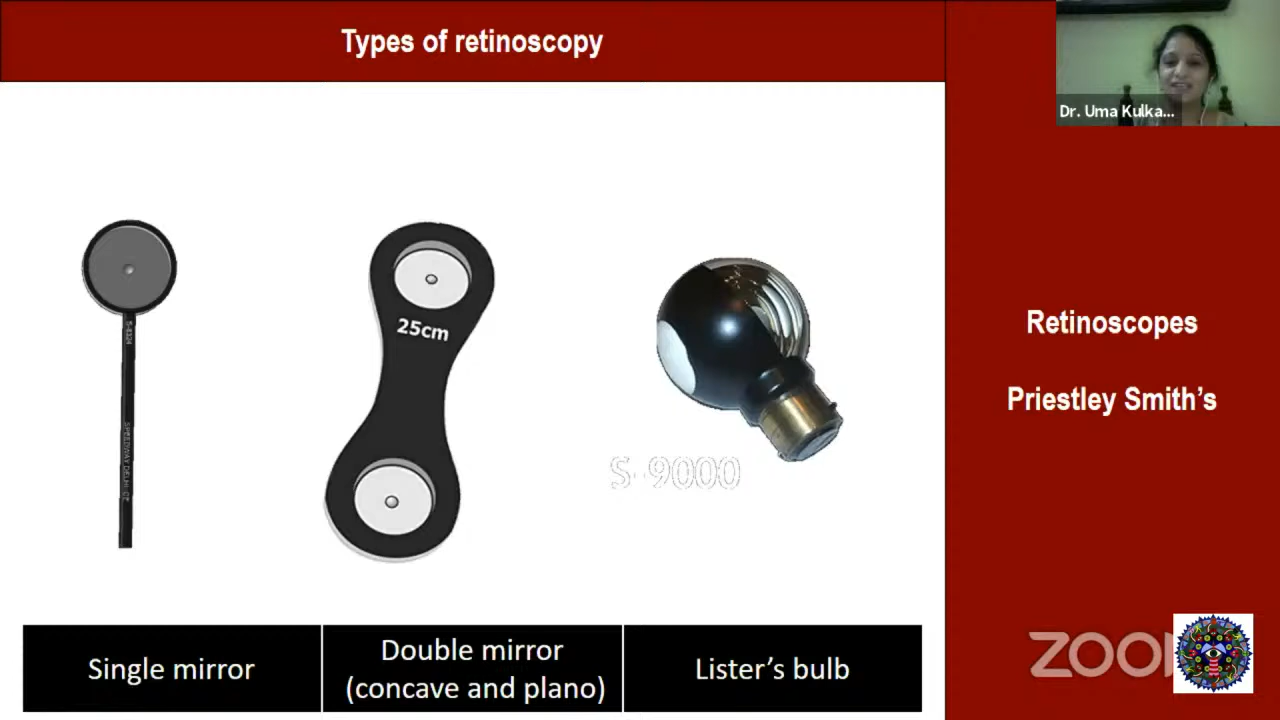 Types of retinoscopy
Dr. Uma Kulka...
25cm
S-9000
Retinoscopes
Priestley Smith's
Single mirror
Double mirror
(concave and plano)
Lister's bulb
ZOO